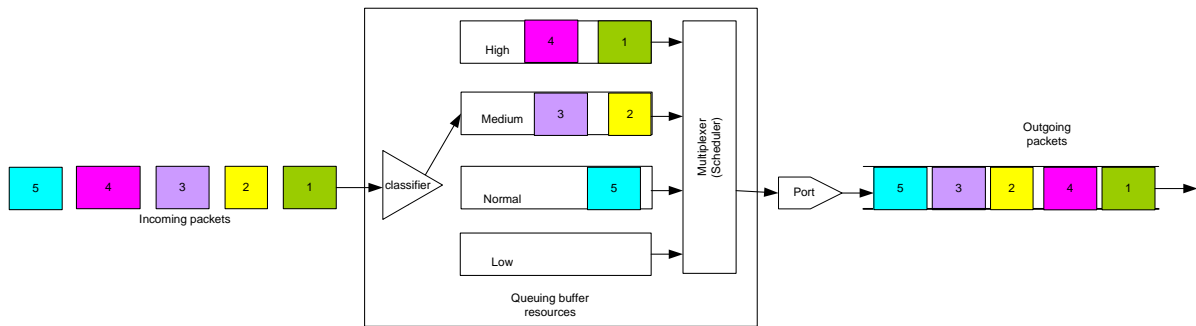 High
4
1
Medium
3
2
Normal
5
Low
Queuing buffer
resources
classifier
5
4
3
2
1
Incoming packets
Multiplexer
(Scheduler)
Port
Outgoing
packets
5
3
2
4
1